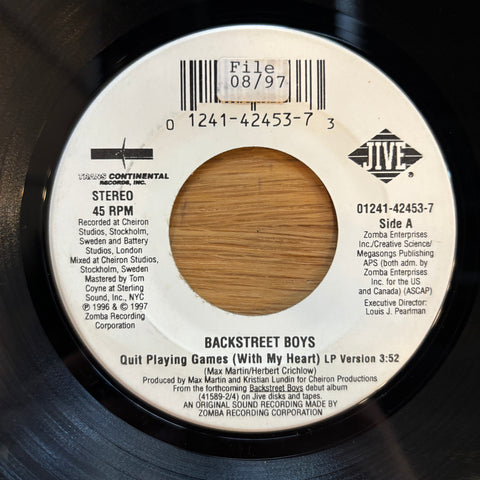 File
08/97
0 1241-42453-7 3
TRANS CONTINENTAL
RECORDS, INC.
STEREO
45 RPM
Recorded at Cheiron
Studios, Stockholm,
Sweden and Battery
Studios, London
Mixed at Cheiron Studios,
Stockholm, Sweden
Mastered by Tom
Coyne at Sterling
Sound, Inc., NYC
℗ 1996 & © 1997
Zomba Recording
Corporation
JIVE®
01241-42453-7
Side A
Zomba Enterprises
Inc./Creative Science/
Megasongs Publishing
APS (both adm. by
Zomba Enterprises
Inc. for the US
and Canada) (ASCAP)
Executive Director:
Louis J. Pearlman
BACKSTREET BOYS
Quit Playing Games (With My Heart) LP Version 3:52
(Max Martin/Herbert Crichlow)
Produced by Max Martin and Kristian Lundin for Cheiron Productions
From the forthcoming Backstreet Boys debut album
(41589-2/4) on Jive discs and tapes.
AN ORIGINAL SOUND RECORDING MADE BY
ZOMBA RECORDING CORPORATION